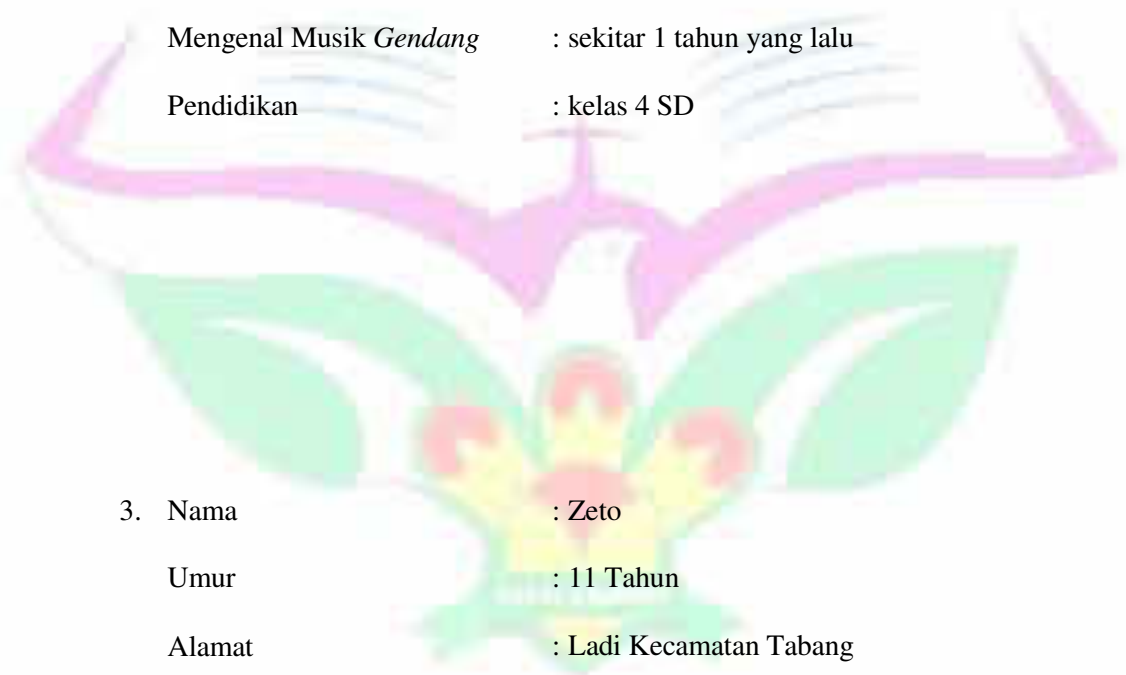 Mengenal Musik Gendang : sekitar 1 tahun yang lalu
Pendidikan : kelas 4 SD
3. Nama : Zeto
Umur : 11 Tahun
Alamat : Ladi Kecamatan Tabang